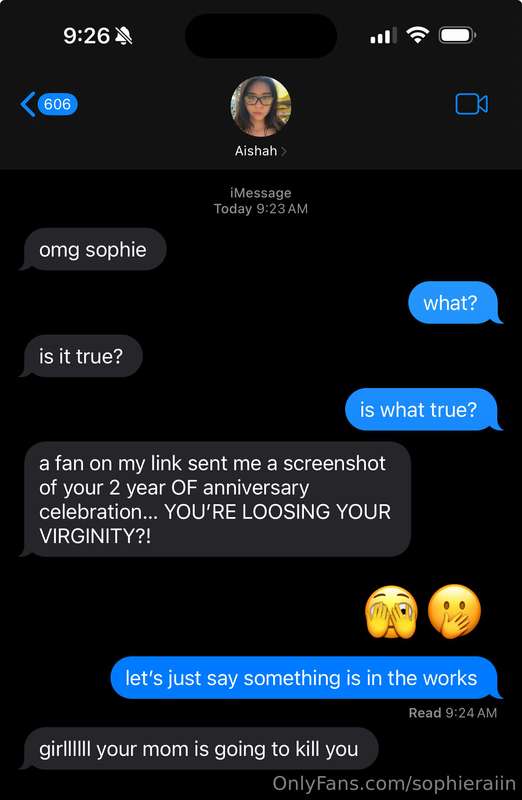 9:26
606
Aishah
iMessage
Today 9:23 AM
omg sophie
what?
is it true?
is what true?
a fan on my link sent me a screenshot
of your 2 year OF anniversary
celebration... YOU'RE LOOSING YOUR
VIRGINITY?!
let's just say something is in the works
Read 9:24 AM
girllllll your mom is going to kill you
OnlyFans.com/sophieraiin